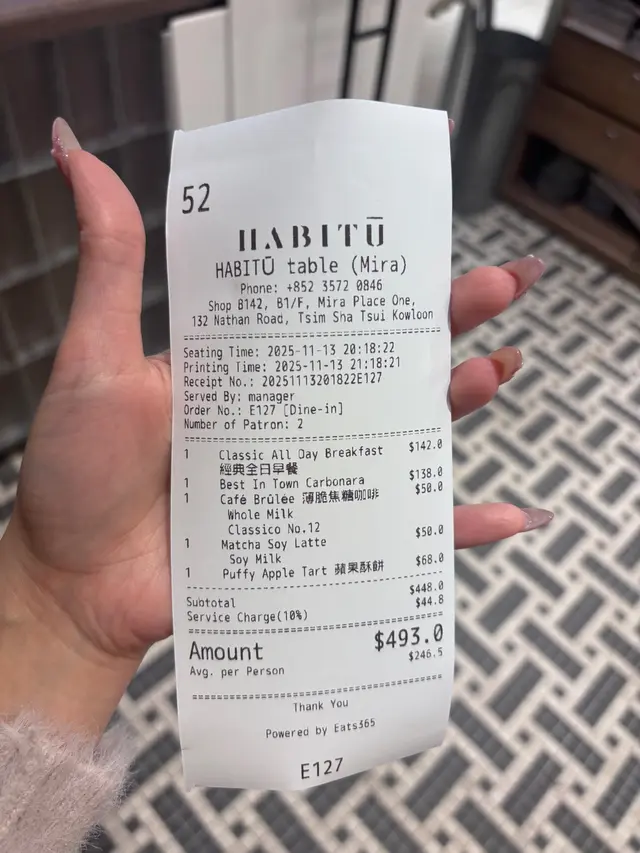 52
HABITŪ
HABITŪ table (Mira)
Phone: +852 3572 0846
Shop B142, B1/F, Mira Place One,
132 Nathan Road, Tsim Sha Tsui Kowloon
Seating Time: 2025-11-13 20:18:22
Printing Time: 2025-11-13 21:18:21
Receipt No.: 20251113201822E127
Served By: manager
Order No.: E127 [Dine-in]
Number of Patron: 2
1 Classic All Day Breakfast $142.0
經典全日早餐
1 Best In Town Carbonara $138.0
1 Café Brûlée 薄脆焦糖咖啡 $50.0
Whole Milk
Classico No.12
1 Matcha Soy Latte $50.0
Soy Milk
1 Puffy Apple Tart 蘋果酥餅 $68.0
Subtotal $448.0
Service Charge(10%) $44.8
Amount $493.0
Avg. per Person $246.5
Thank You
Powered by Eats365
E127